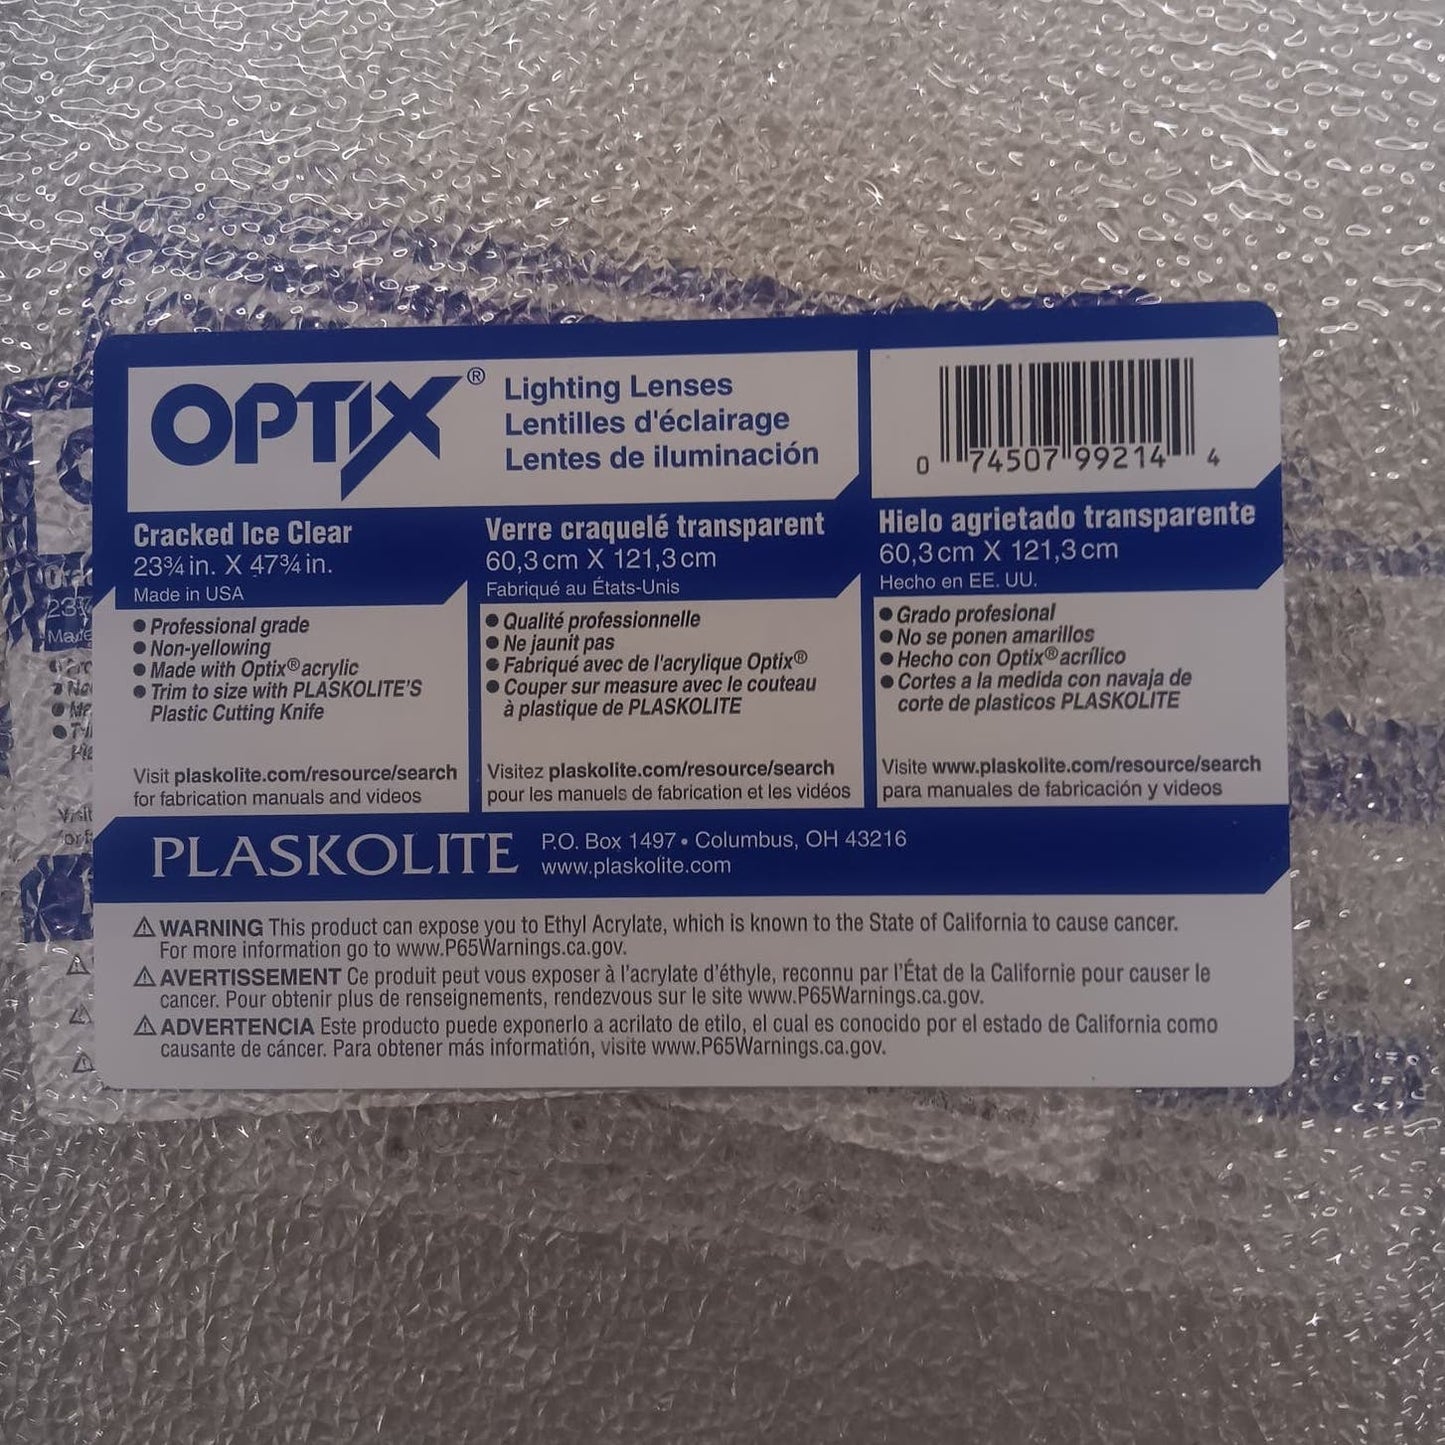 OPTIX®
Lighting Lenses
Lentilles d'éclairage
Lentes de iluminación
0 74507 99214 4
Cracked Ice Clear
23¾ in. X 47¾ in.
Made in USA
● Professional grade
● Non-yellowing
● Made with Optix® acrylic
● Trim to size with PLASKOLITE'S
Plastic Cutting Knife
Visit plaskolite.com/resource/search
for fabrication manuals and videos
Verre craquelé transparent
60,3 cm X 121,3 cm
Fabriqué au États-Unis
● Qualité professionnelle
● Ne jaunit pas
● Fabriqué avec de l'acrylique Optix®
● Couper sur measure avec le couteau
à plastique de PLASKOLITE
Visitez plaskolite.com/resource/search
pour les manuels de fabrication et les vidéos
Hielo agrietado transparente
60,3 cm X 121,3 cm
Hecho en EE. UU.
● Grado profesional
● No se ponen amarillos
● Hecho con Optix® acrílico
● Cortes a la medida con navaja de
corte de plasticos PLASKOLITE
Visite www.plaskolite.com/resource/search
para manuales de fabricación y videos
PLASKOLITE
P.O. Box 1497 • Columbus, OH 43216
www.plaskolite.com
⚠ WARNING This product can expose you to Ethyl Acrylate, which is known to the State of California to cause cancer.
For more information go to www.P65Warnings.ca.gov.
⚠ AVERTISSEMENT Ce produit peut vous exposer à l'acrylate d'éthyle, reconnu par l'État de la Californie pour causer le
cancer. Pour obtenir plus de renseignements, rendezvous sur le site www.P65Warnings.ca.gov.
⚠ ADVERTENCIA Este producto puede exponerlo a acrilato de etilo, el cual es conocido por el estado de California como
causante de cáncer. Para obtener más informatión, visite www.P65Warnings.ca.gov.